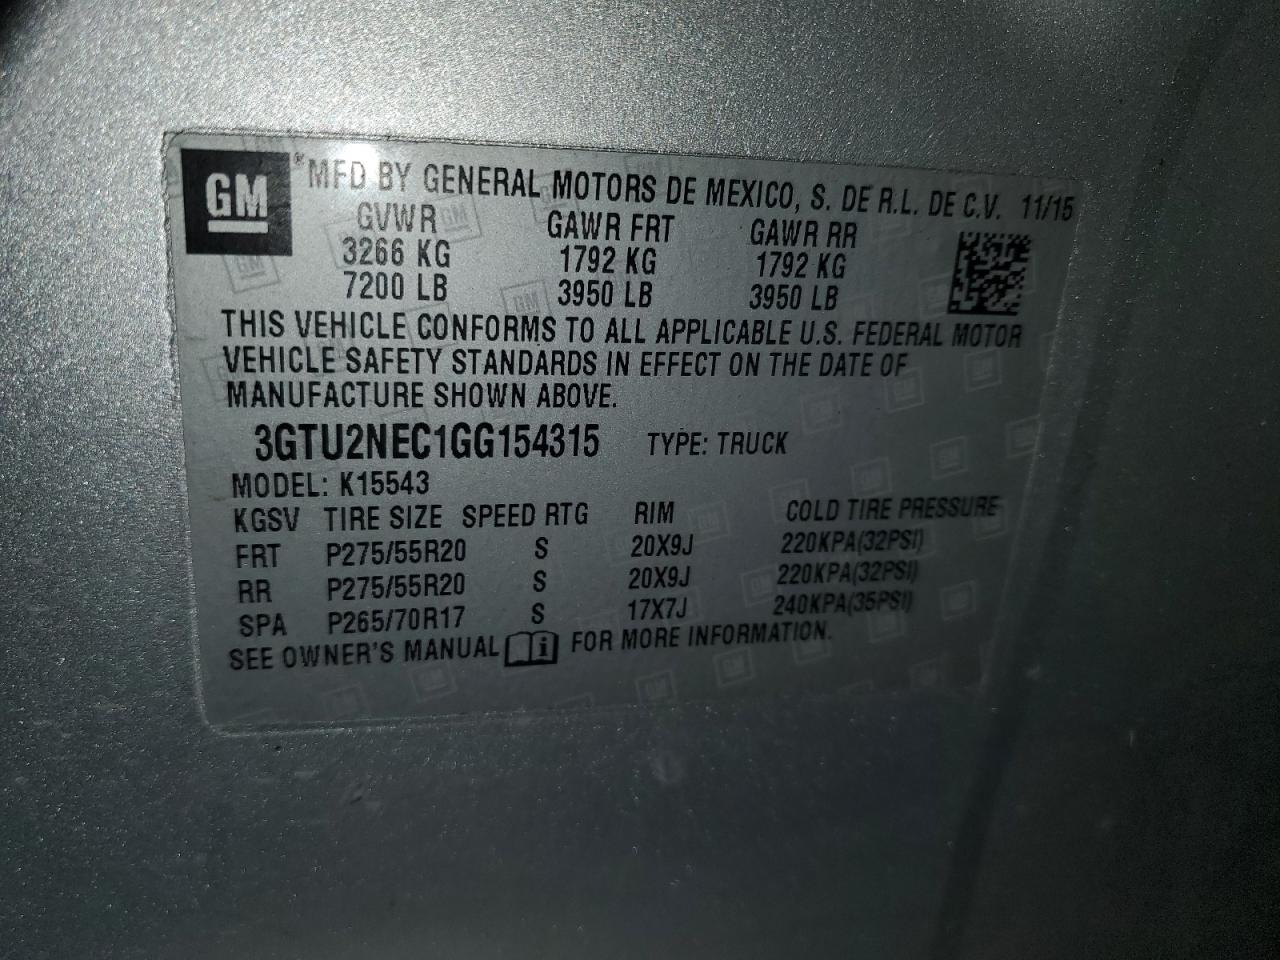 GM
*MFD BY GENERAL MOTORS DE MEXICO, S. DE R.L. DE C.V. 11/15
GVWR GAWR FRT GAWR RR
3266 KG 1792 KG 1792 KG
7200 LB 3950 LB 3950 LB
THIS VEHICLE CONFORMS TO ALL APPLICABLE U.S. FEDERAL MOTOR
VEHICLE SAFETY STANDARDS IN EFFECT ON THE DATE OF
MANUFACTURE SHOWN ABOVE.
3GTU2NEC1GG154315 TYPE: TRUCK
MODEL: K15543
KGSV TIRE SIZE SPEED RTG RIM COLD TIRE PRESSURE
FRT P275/55R20 S 20X9J 220KPA(32PSI)
RR P275/55R20 S 20X9J 220KPA(32PSI)
SPA P265/70R17 S 17X7J 240KPA(35PSI)
SEE OWNER'S MANUAL i FOR MORE INFORMATION.